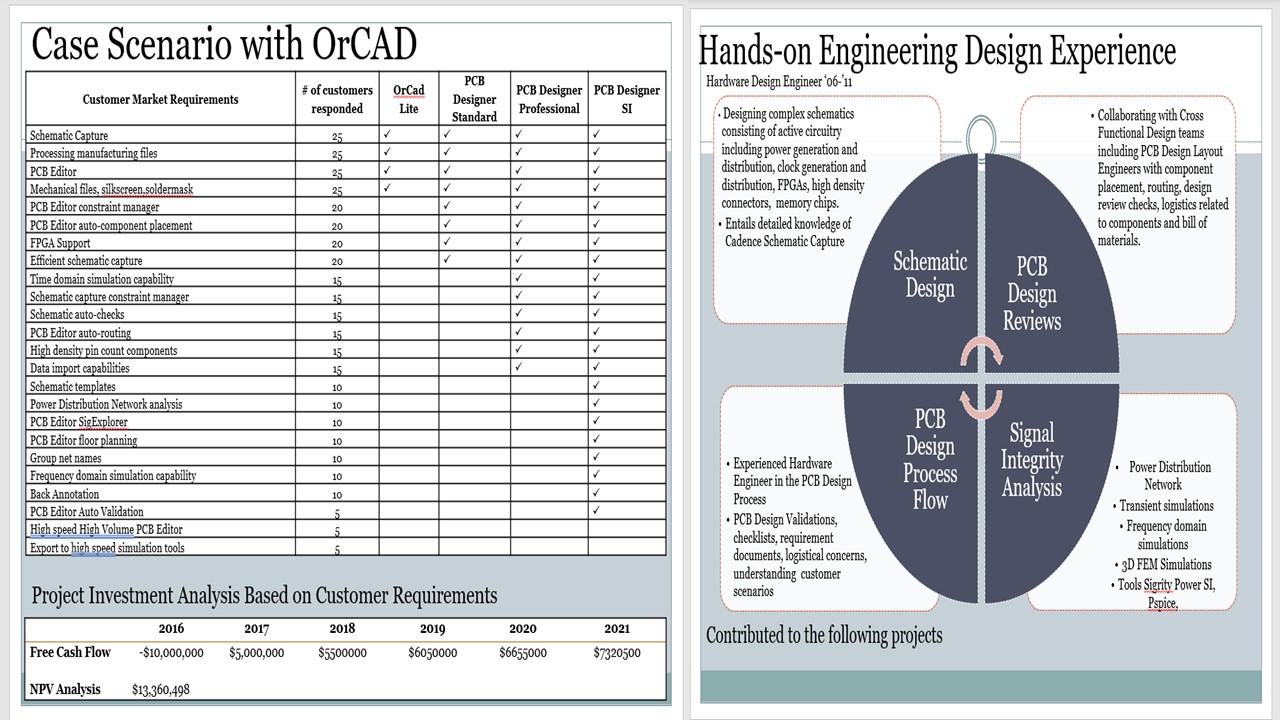 Case Scenario with OrCAD
Customer Market Requirements | # of customers responded | OrCad Lite | PCB Designer Standard | PCB Designer Professional | PCB Designer SI
Schematic Capture 25 ✓ ✓ ✓ ✓
Processing manufacturing files 25 ✓ ✓ ✓ ✓
PCB Editor 25 ✓ ✓ ✓ ✓
Mechanical files, silkscreen,soldermask 25 ✓ ✓ ✓ ✓
PCB Editor constraint manager 20 ✓ ✓ ✓
PCB Editor auto-component placement 20 ✓ ✓ ✓
FPGA Support 20 ✓ ✓ ✓
Efficient schematic capture 20 ✓ ✓ ✓
Time domain simulation capability 15 ✓ ✓
Schematic capture constraint manager 15 ✓ ✓
Schematic auto-checks 15 ✓ ✓
PCB Editor auto-routing 15 ✓ ✓
High density pin count components 15 ✓ ✓
Data import capabilities 15 ✓ ✓
Schematic templates 10 ✓
Power Distribution Network analysis 10 ✓
PCB Editor SigExplorer 10 ✓
PCB Editor floor planning 10 ✓
Group net names 10 ✓
Frequency domain simulation capability 10 ✓
Back Annotation 10 ✓
PCB Editor Auto Validation 5 ✓
High speed High Volume PCB Editor 5
Export to high speed simulation tools 5
Project Investment Analysis Based on Customer Requirements
2016 2017 2018 2019 2020 2021
Free Cash Flow -$10,000,000 $5,000,000 $5500000 $6050000 $6655000 $7320500
NPV Analysis $13,360,498
Hands-on Engineering Design Experience
Hardware Design Engineer '06-'11
• Designing complex schematics
consisting of active circuitry
including power generation and
distribution, clock generation and
distribution, FPGAs, high density
connectors, memory chips.
• Entails detailed knowledge of
Cadence Schematic Capture
• Collaborating with Cross
Functional Design teams
including PCB Design Layout
Engineers with component
placement, routing, design
review checks, logistics related
to components and bill of
materials.
Schematic
Design
PCB
Design
Reviews
PCB
Design
Process
Flow
Signal
Integrity
Analysis
• Experienced Hardware
Engineer in the PCB Design
Process
• PCB Design Validations,
checklists, requirement
documents, logistical concerns,
understanding customer
scenarios
• Power Distribution
Network
• Transient simulations
• Frequency domain
simulations
• 3D FEM Simulations
• Tools Sigrity Power SI,
Pspice,
Contributed to the following projects